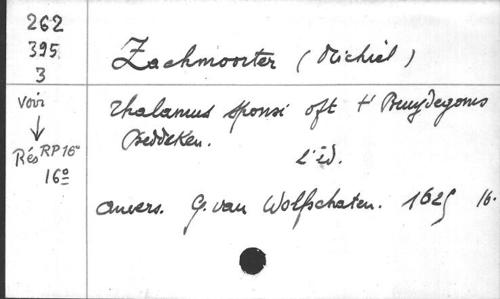 262
395
3
Zachmoorter (Michiel)
voir
Thalamus sponsi oft t' Bruydegoms
Beddeken.
Rés RP 16°
2'éd.
16°
Anvers. G. van Wolfschaten. 1625 16.